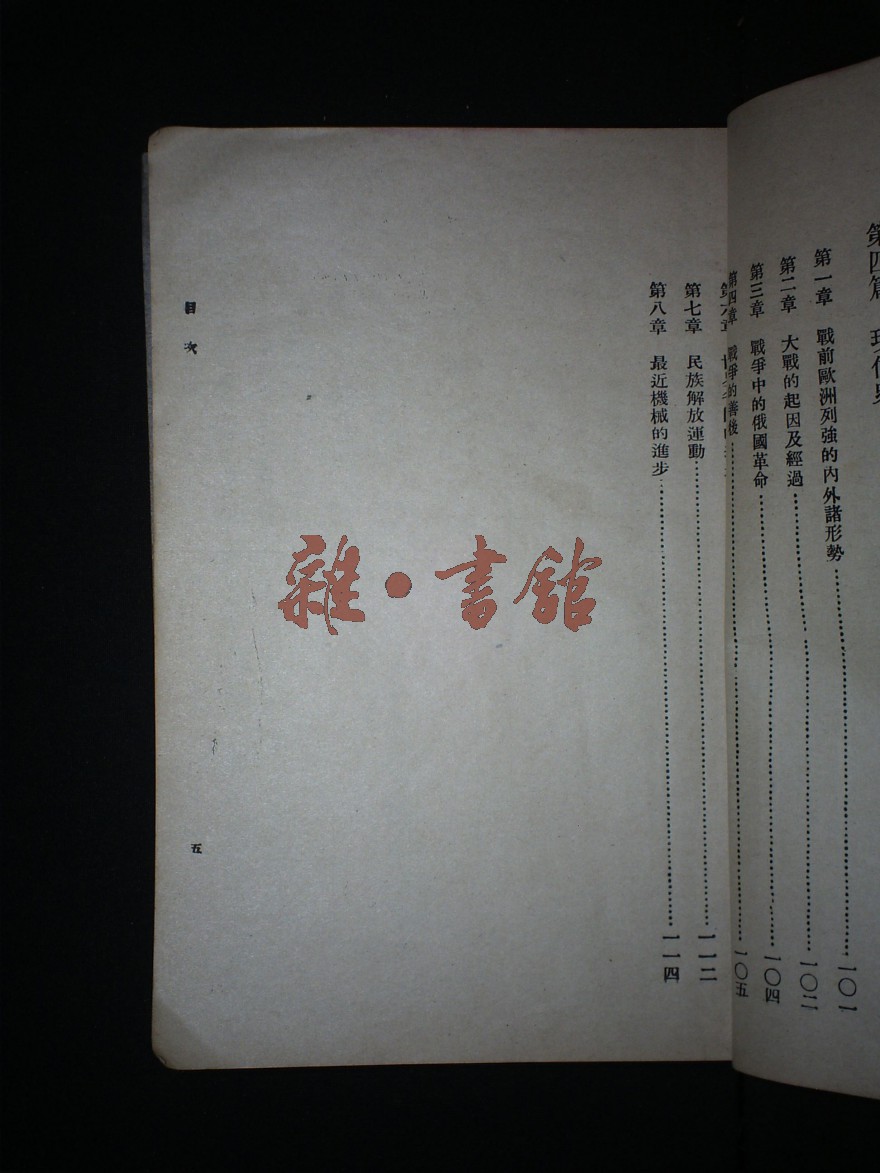 第四篇
第一章　戰前歐洲列強的內外諸形勢……一〇一
第二章　大戰的起因及經過……一〇二
第三章　戰爭中的俄國革命……一〇四
第四章　戰爭的善後……一〇五
第七章　民族解放運動……一一二
第八章　最近機械的進步……一一四
目次
五
雜·書館